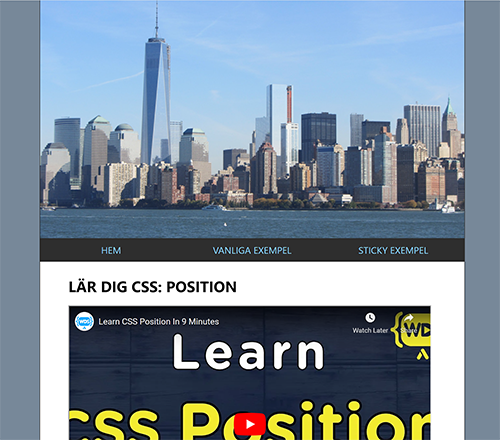 HEM VANLIGA EXEMPEL STICKY EXEMPEL
LÄR DIG CSS: POSITION
WDS Learn CSS Position In 9 Minutes
Watch Later Share
WD
Learn
CSS Position